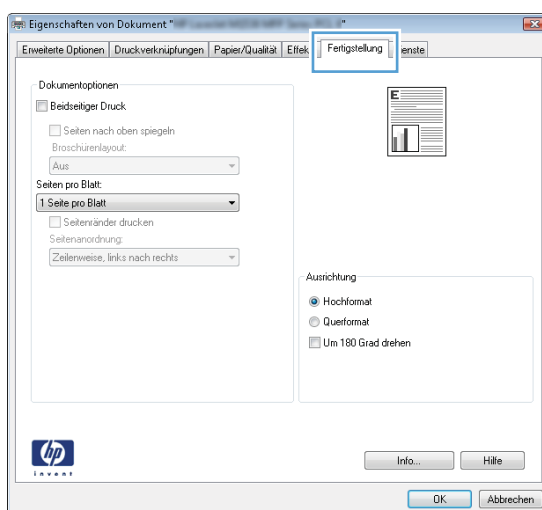 Eigenschaften von Dokument "
Erweiterte Optionen Druckverknüpfungen Papier/Qualität Effek Fertigstellung enste
Dokumentoptionen
Beidseitiger Druck
E
Seiten nach oben spiegeln
Broschürenlayout:
Aus
Seiten pro Blatt:
1 Seite pro Blatt
Seitenränder drucken
Seitenanordnung:
Zeilenweise, links nach rechts
Ausrichtung
Hochformat
Querformat
Um 180 Grad drehen
hp
invent
Info... Hilfe
OK Abbrechen